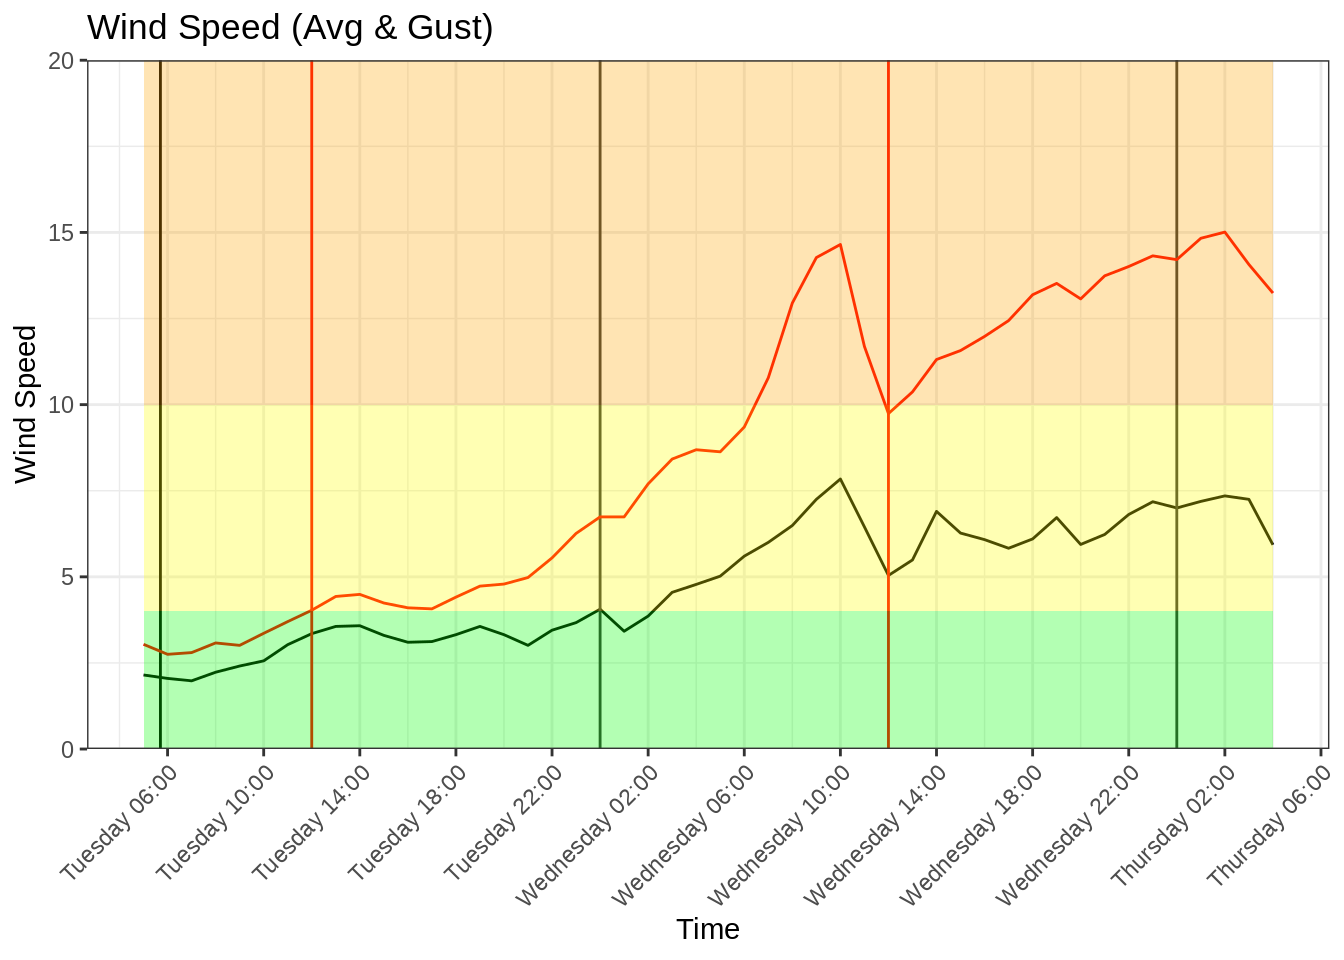 Wind Speed (Avg & Gust)
Wind Speed
20
15
10
5
0
Tuesday 06:00
Tuesday 10:00
Tuesday 14:00
Tuesday 18:00
Tuesday 22:00
Wednesday 02:00
Wednesday 06:00
Wednesday 10:00
Wednesday 14:00
Wednesday 18:00
Wednesday 22:00
Thursday 02:00
Thursday 06:00
Time